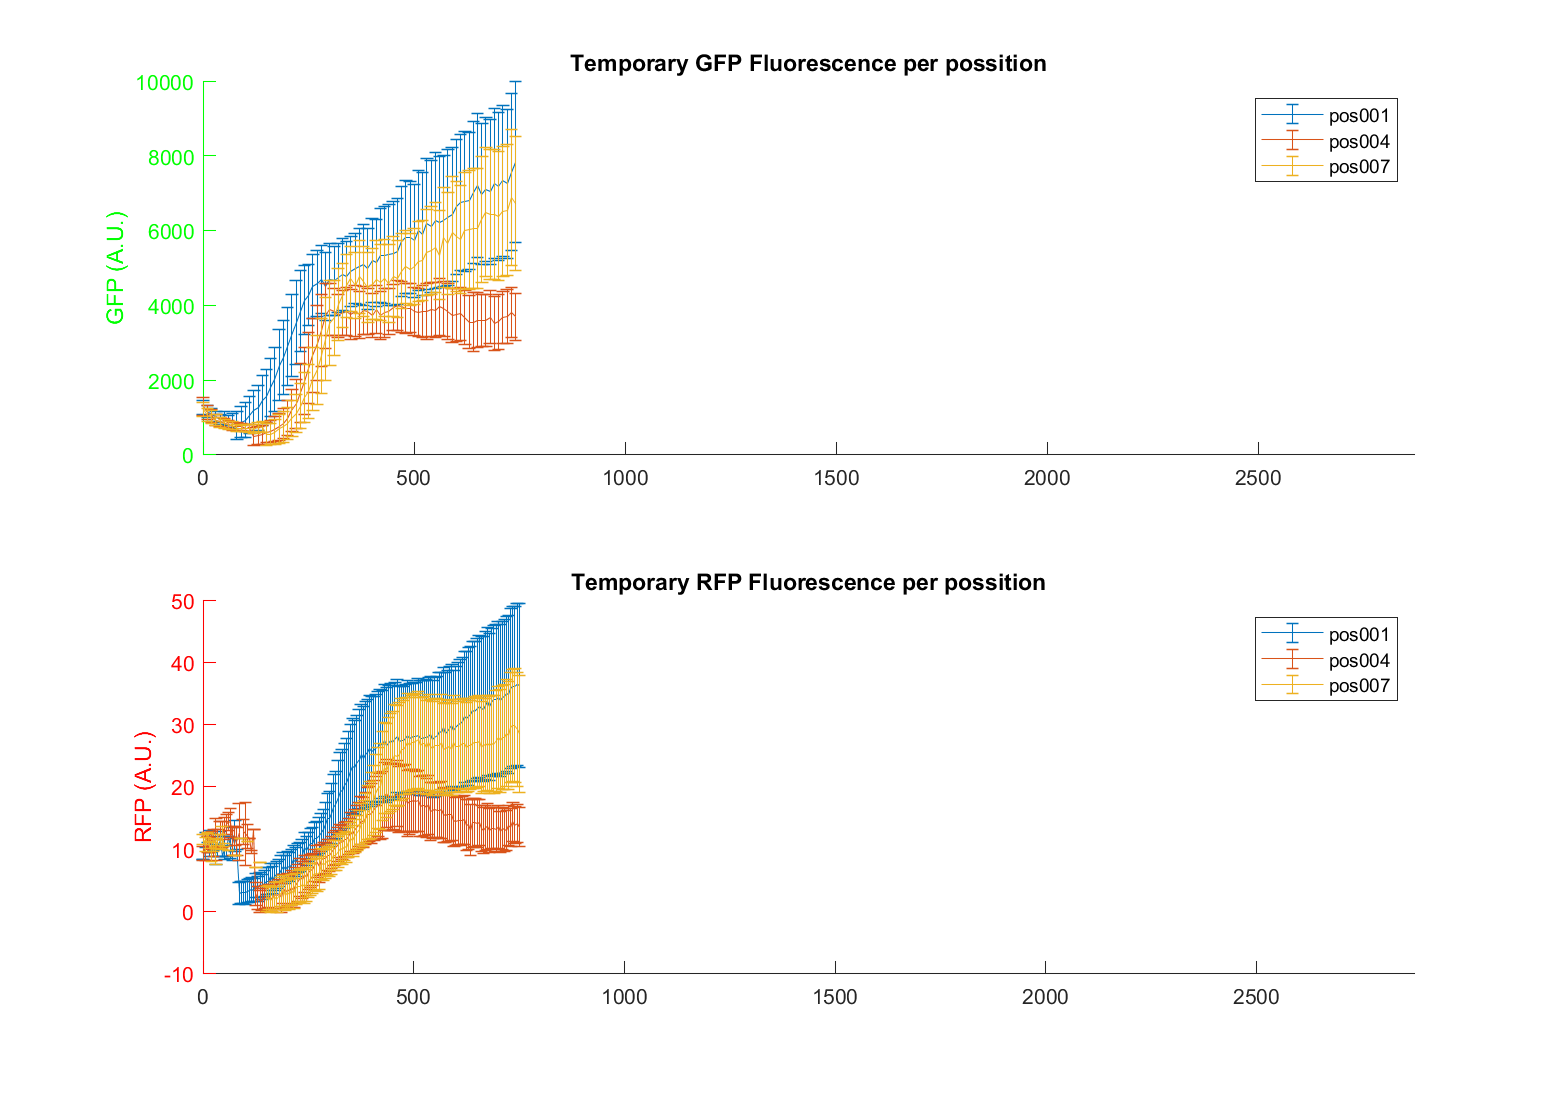 Temporary GFP Fluorescence per possition
GFP (A.U.)
10000
8000
6000
4000
2000
0
0 500 1000 1500 2000 2500
pos001
pos004
pos007
Temporary RFP Fluorescence per possition
RFP (A.U.)
50
40
30
20
10
0
-10
0 500 1000 1500 2000 2500
pos001
pos004
pos007